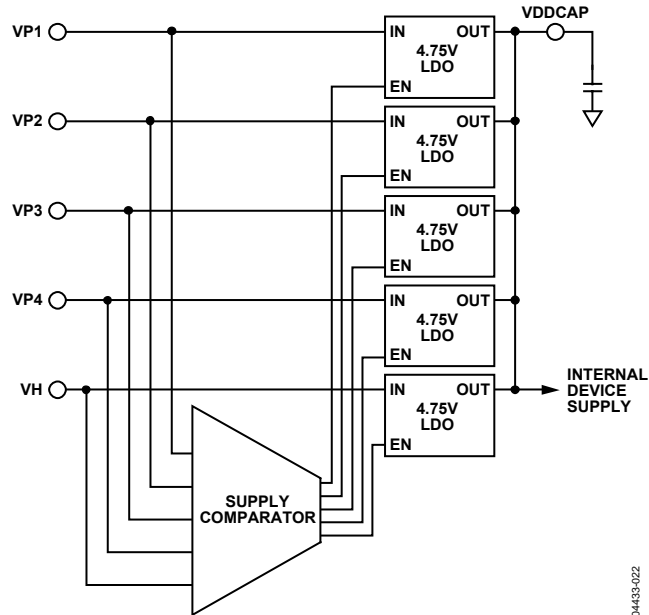 VP1
IN
OUT
4.75V
LDO
EN
VDDCAP
VP2
IN
OUT
4.75V
LDO
EN
VP3
IN
OUT
4.75V
LDO
EN
VP4
IN
OUT
4.75V
LDO
EN
VH
IN
OUT
4.75V
LDO
EN
INTERNAL
DEVICE
SUPPLY
SUPPLY
COMPARATOR
04433-022